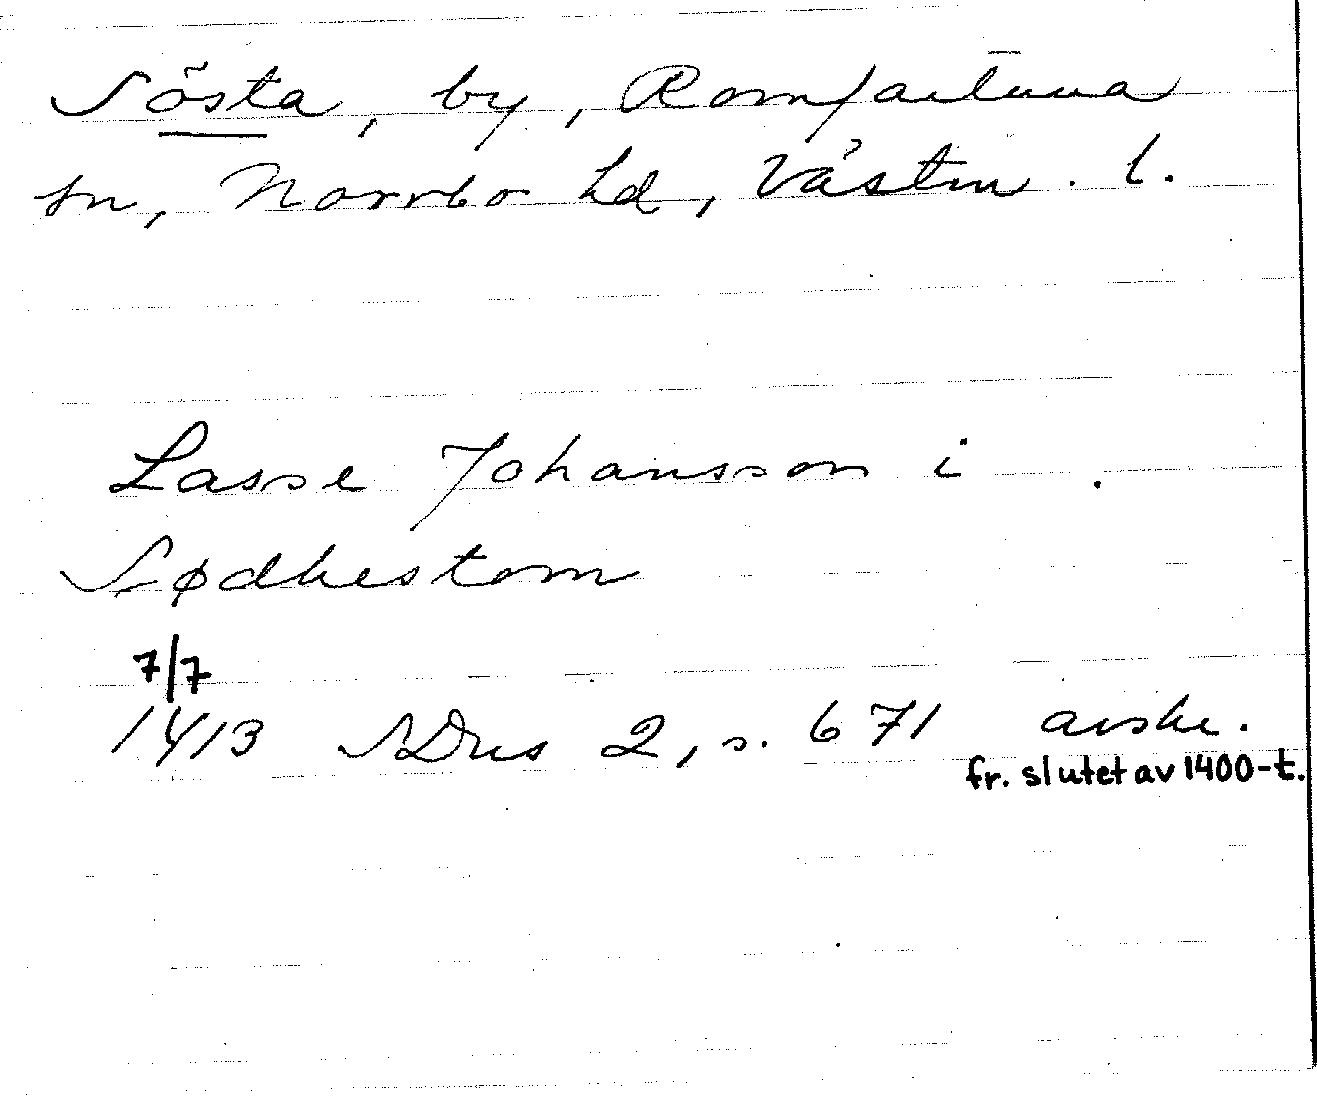 Sösta, by, Romfartuna
sn, Norrbo hd, Västm. l.
Lasse Johansson i
Sødhestom
7/7
1413 SDns 2, s. 671 avskr.
fr. slutet av 1400-t.